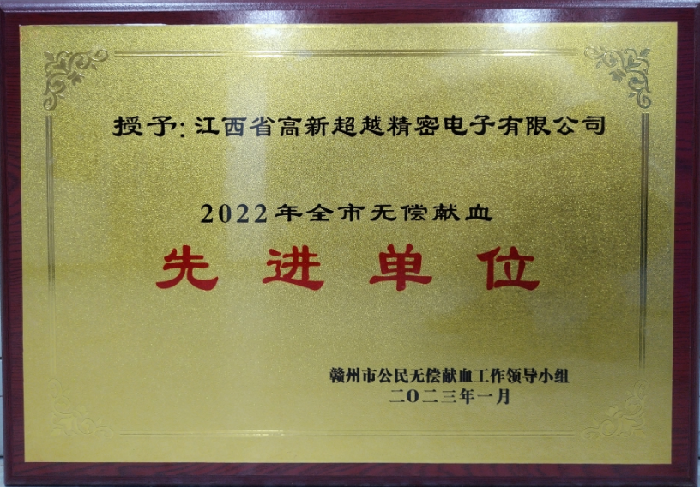 授予：江西省高新超越精密电子有限公司
2022年全市无偿献血
先进单位
赣州市公民无偿献血工作领导小组
二〇二三年一月